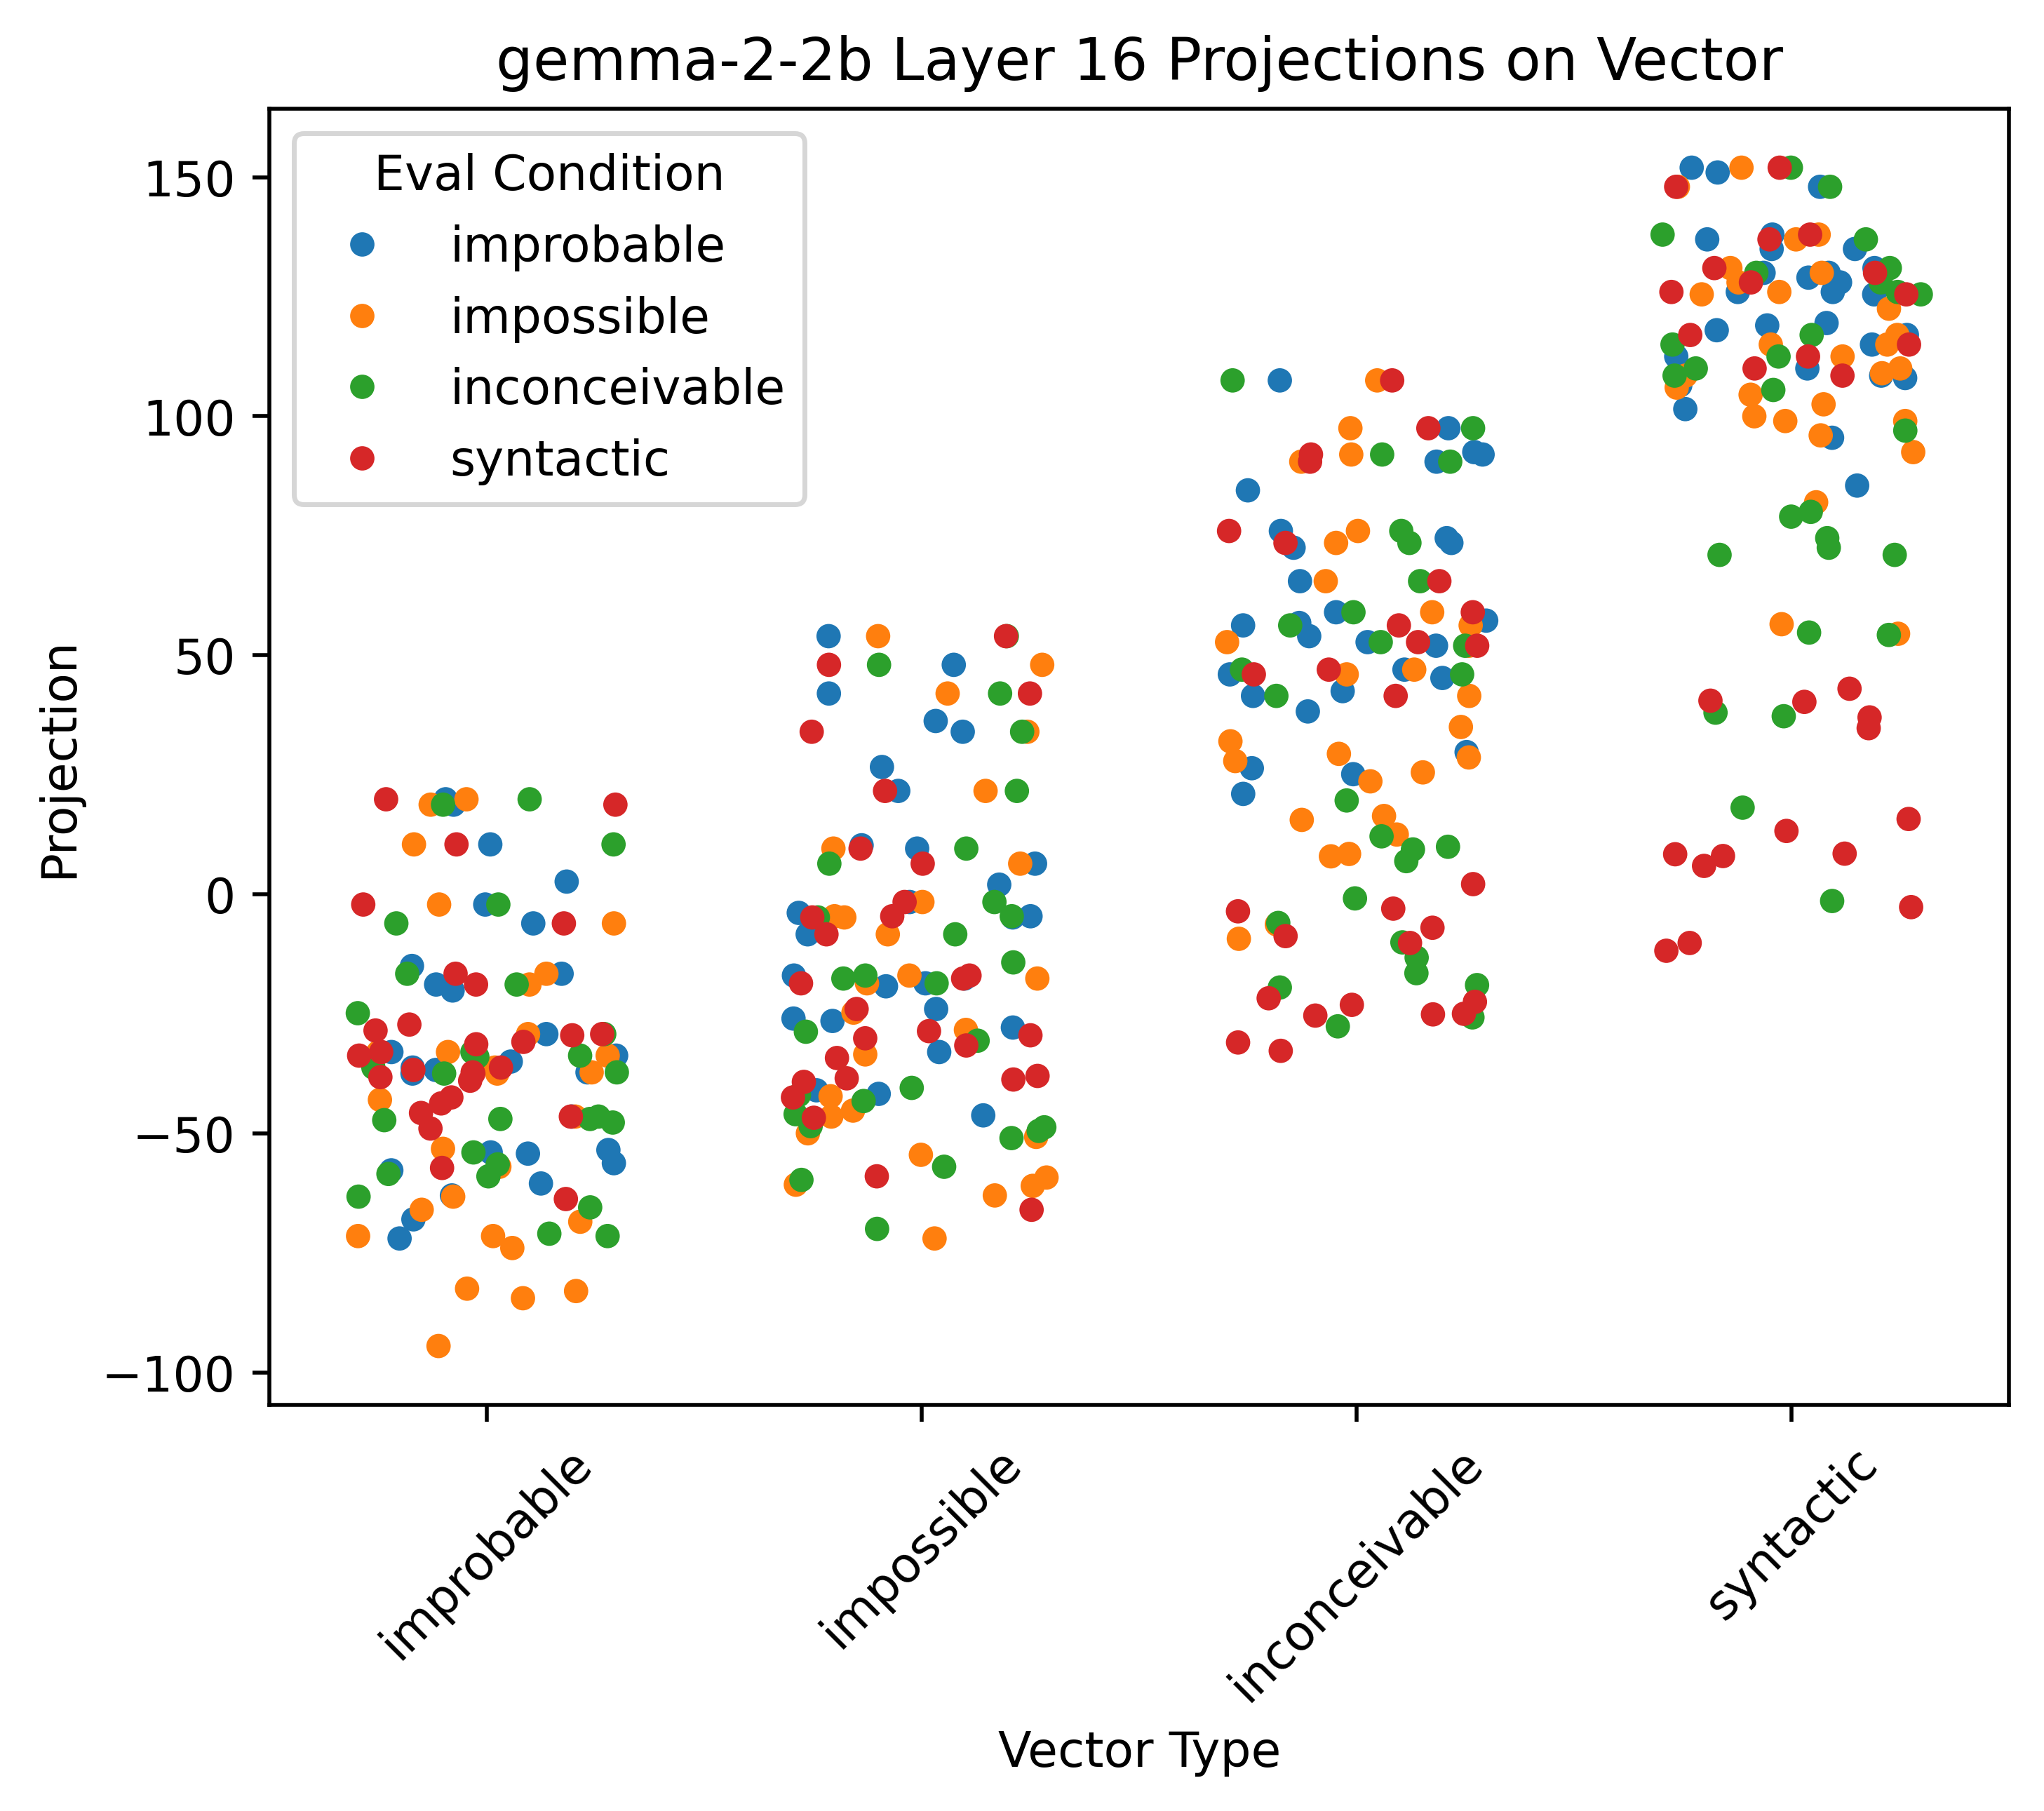 gemma-2-2b Layer 16 Projections on Vector
Eval Condition
improbable
impossible
inconceivable
syntactic
150
100
50
0
−50
−100
Projection
improbable
impossible
inconceivable
syntactic
Vector Type